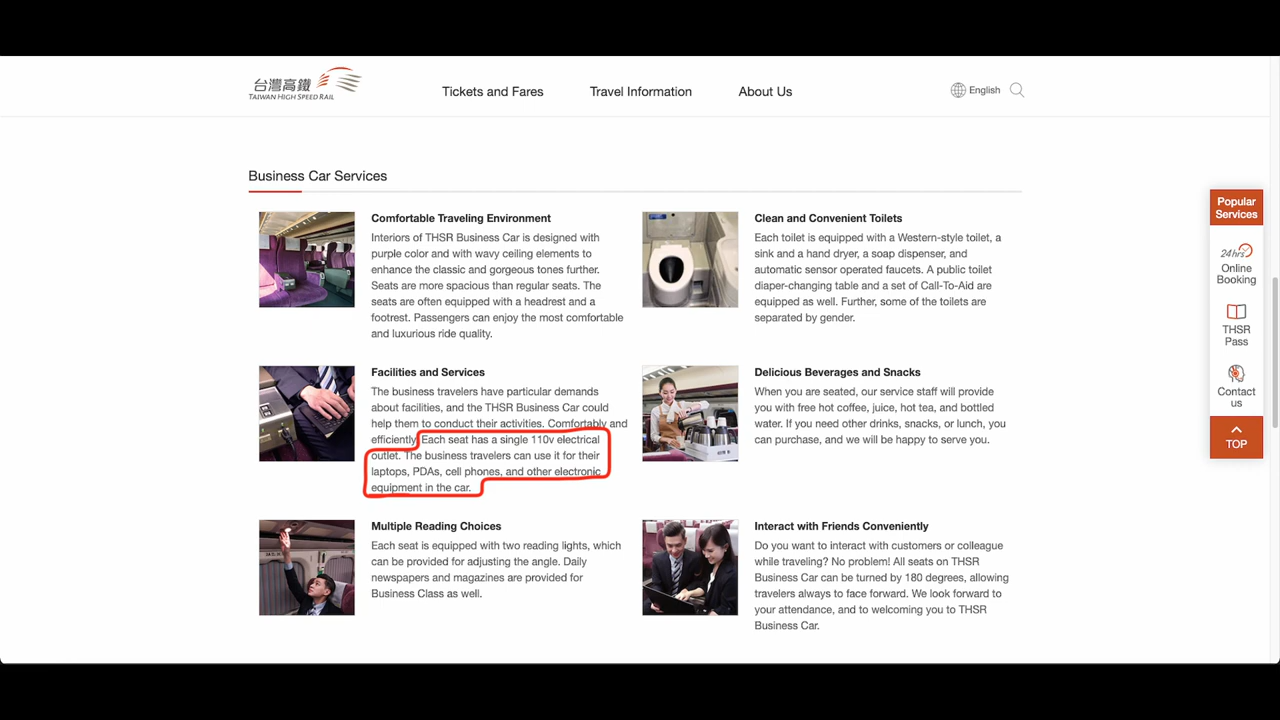 台灣高鐵
TAIWAN HIGH SPEED RAIL
Tickets and Fares
Travel Information
About Us
English
Business Car Services
Comfortable Traveling Environment
Interiors of THSR Business Car is designed with
purple color and with wavy ceiling elements to
enhance the classic and gorgeous tones further.
Seats are more spacious than regular seats. The
seats are often equipped with a headrest and a
footrest. Passengers can enjoy the most comfortable
and luxurious ride quality.
Clean and Convenient Toilets
Each toilet is equipped with a Western-style toilet, a
sink and a hand dryer, a soap dispenser, and
automatic sensor operated faucets. A public toilet
diaper-changing table and a set of Call-To-Aid are
equipped as well. Further, some of the toilets are
separated by gender.
Facilities and Services
The business travelers have particular demands
about facilities, and the THSR Business Car could
help them to conduct their activities. Comfortably and
efficiently. Each seat has a single 110v electrical
outlet. The business travelers can use it for their
laptops, PDAs, cell phones, and other electronic
equipment in the car.
Delicious Beverages and Snacks
When you are seated, our service staff will provide
you with free hot coffee, juice, hot tea, and bottled
water. If you need other drinks, snacks, or lunch, you
can purchase, and we will be happy to serve you.
Multiple Reading Choices
Each seat is equipped with two reading lights, which
can be provided for adjusting the angle. Daily
newspapers and magazines are provided for
Business Class as well.
Interact with Friends Conveniently
Do you want to interact with customers or colleague
while traveling? No problem! All seats on THSR
Business Car can be turned by 180 degrees, allowing
travelers always to face forward. We look forward to
your attendance, and to welcoming you to THSR
Business Car.
Popular
Services
24hrs
Online
Booking
THSR
Pass
Contact
us
TOP